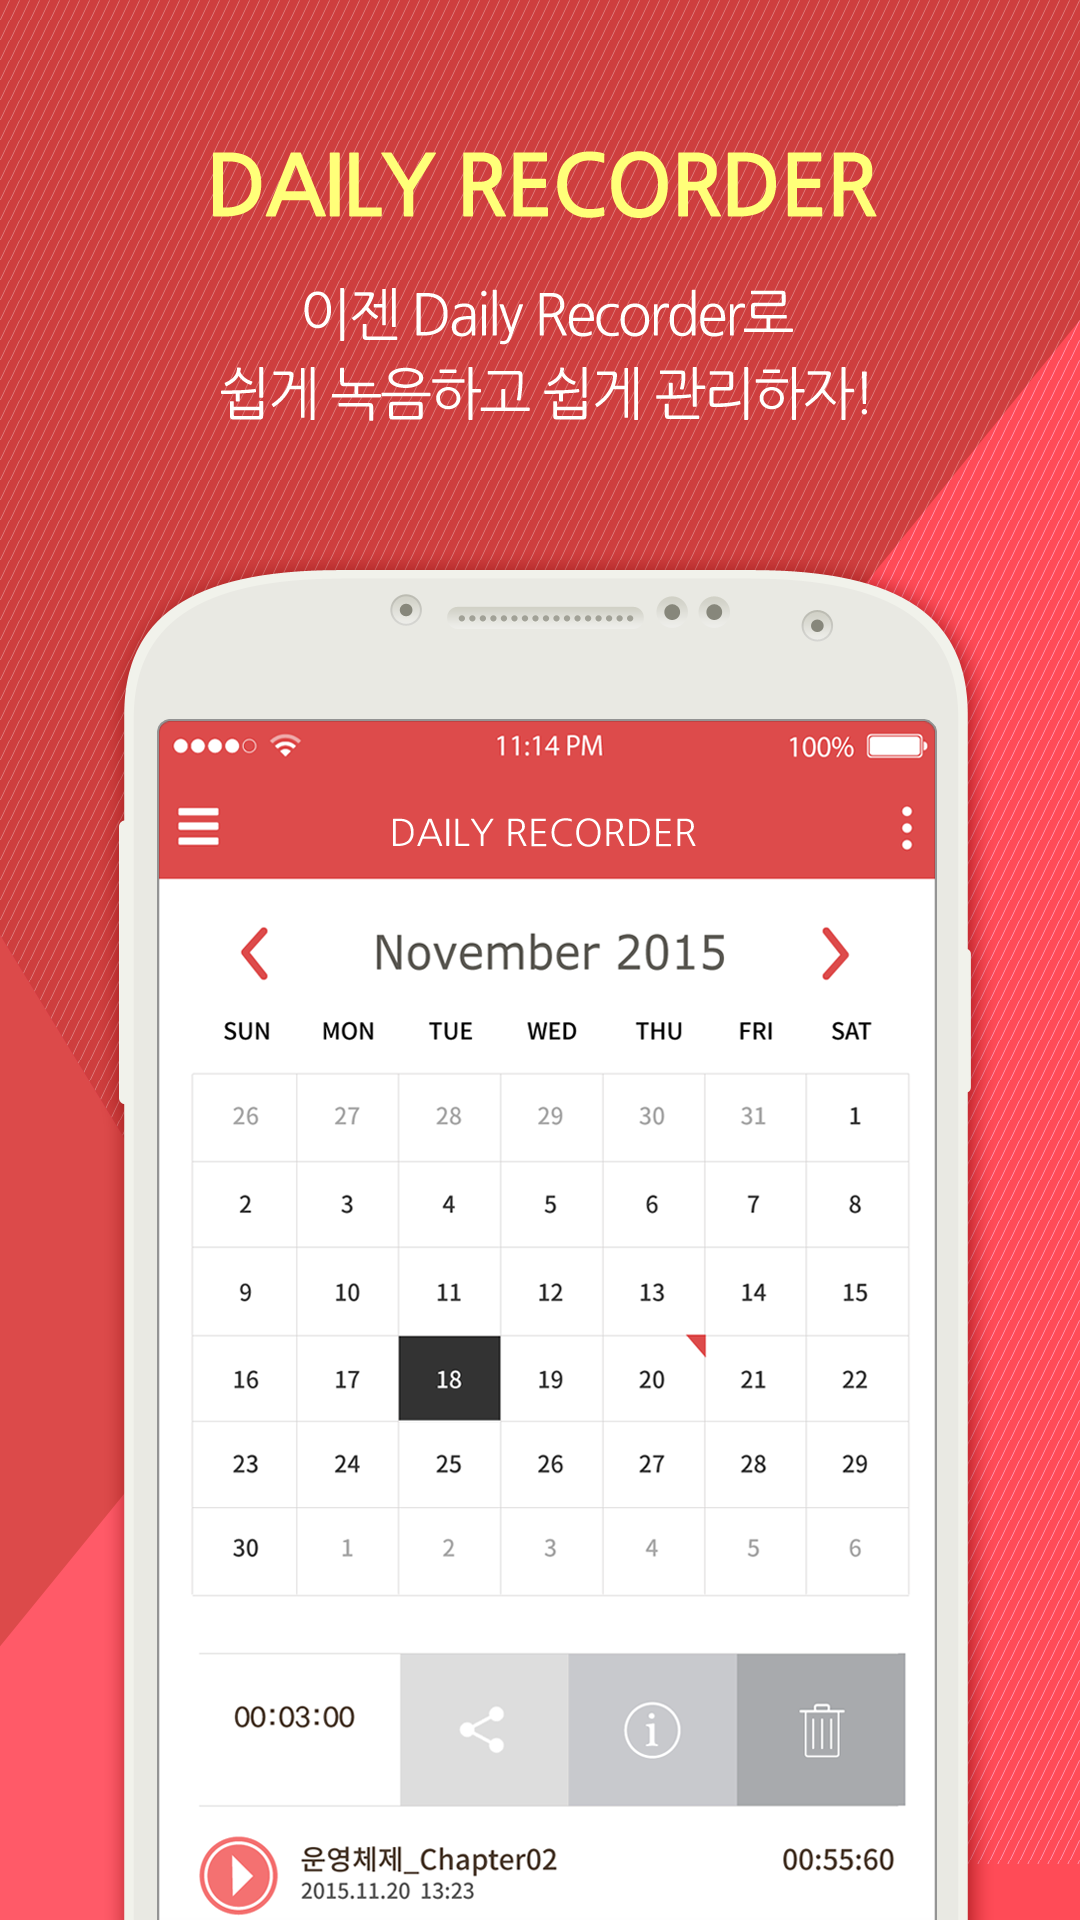 DAILY RECORDER
이젠 Daily Recorder로
쉽게 녹음하고 쉽게 관리하자!
11:14 PM 100%
DAILY RECORDER
November 2015
SUN MON TUE WED THU FRI SAT
26 27 28 29 30 31 1
2 3 4 5 6 7 8
9 10 11 12 13 14 15
16 17 18 19 20 21 22
23 24 25 26 27 28 29
30 1 2 3 4 5 6
00:03:00 i
운영체제_Chapter02 00:55:60
2015.11.20 13:23